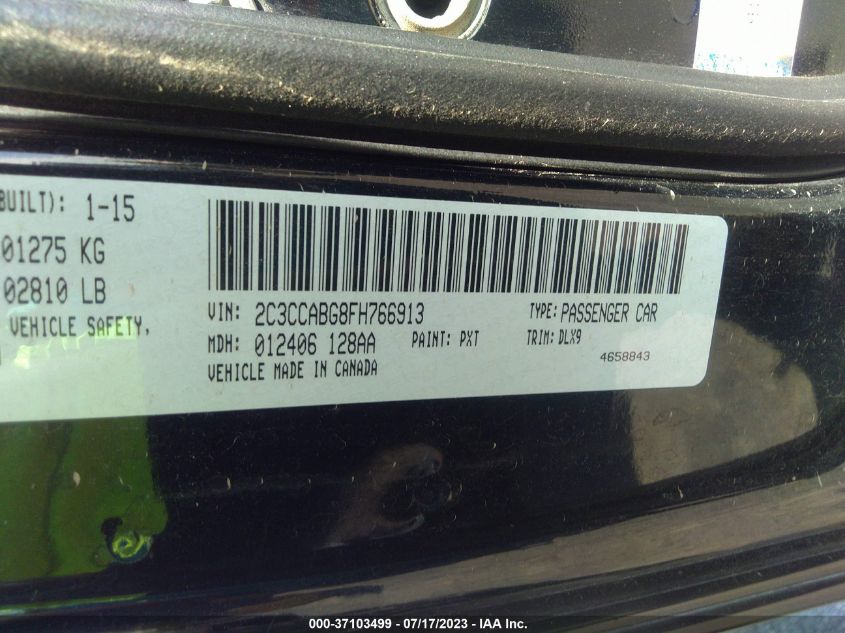 BUILT): 1-15
01275 KG
02810 LB
VEHICLE SAFETY,
VIN: 2C3CCABG8FH766913 TYPE: PASSENGER CAR
MDH: 012406 128AA PAINT: PXT TRIM: DLX9
VEHICLE MADE IN CANADA 4658843
000-37103499 - 07/17/2023 - IAA Inc.